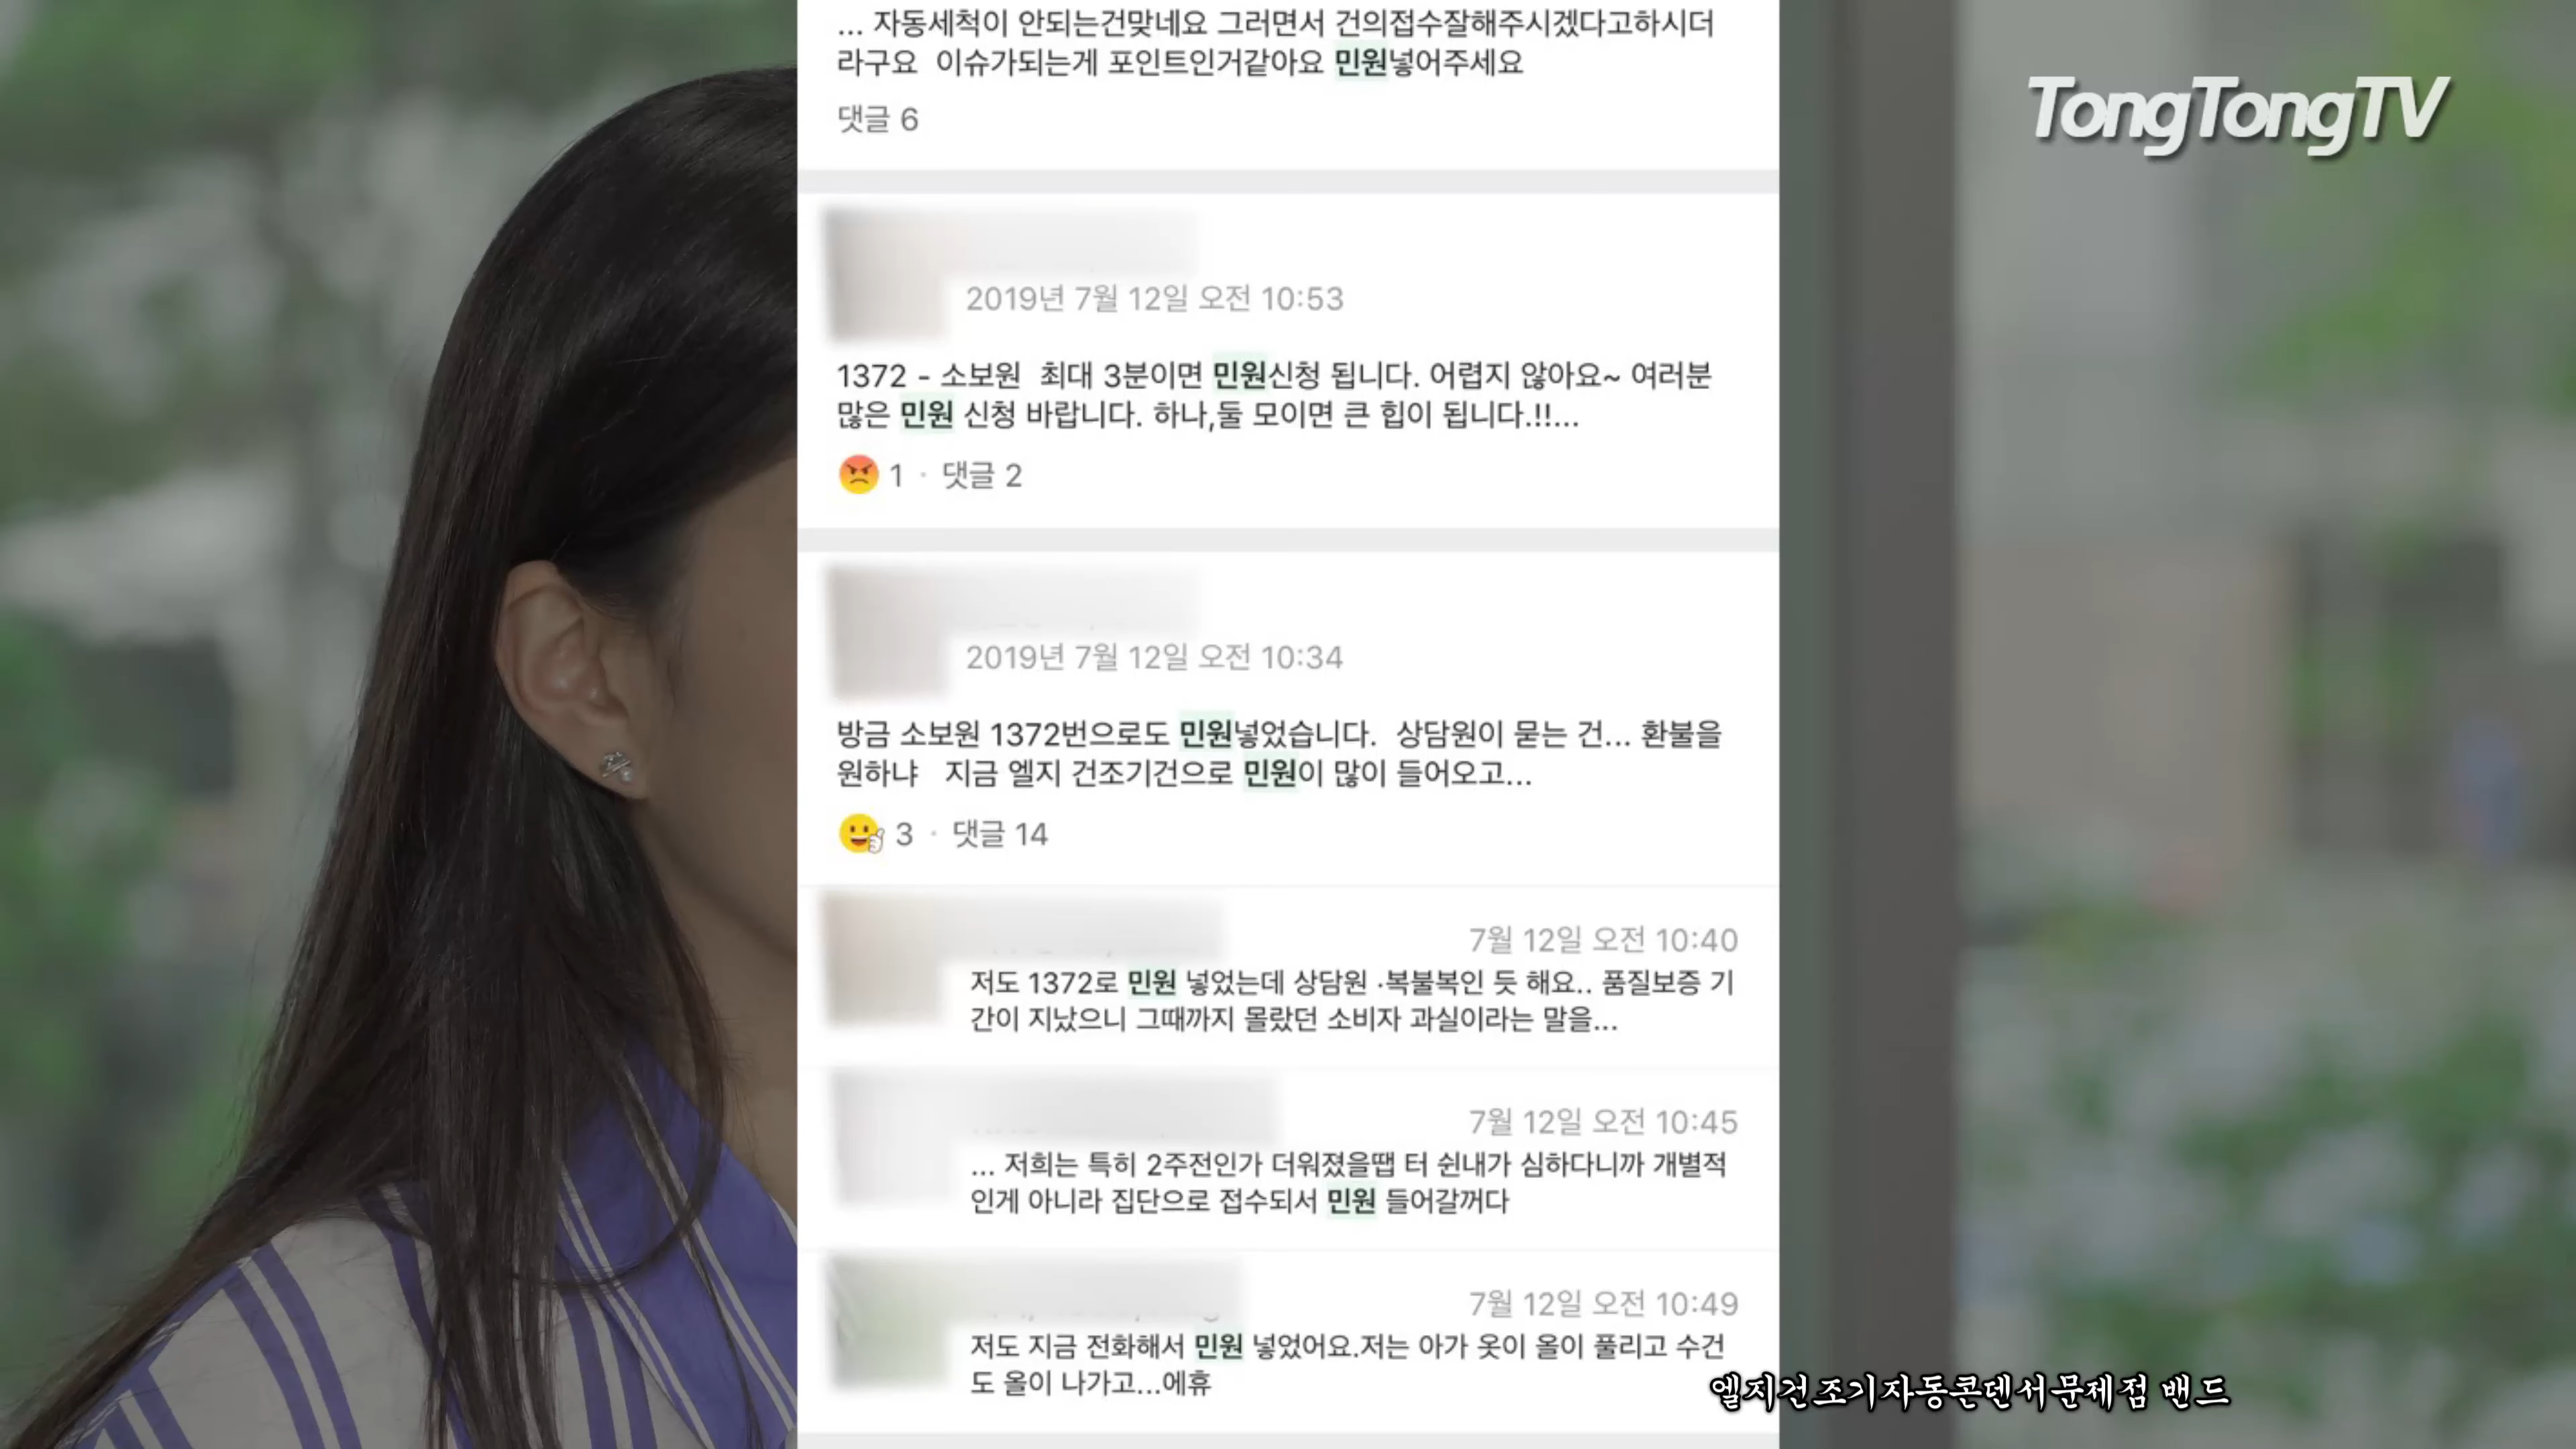 ... 자동세척이 안되는건맞네요 그러면서 건의접수잘해주시겠다고하시더
라구요 이슈가되는게 포인트인거같아요 민원넣어주세요
댓글 6
TongTongTV
2019년 7월 12일 오전 10:53
1372 - 소보원 최대 3분이면 민원신청 됩니다. 어렵지 않아요~ 여러분
많은 민원 신청 바랍니다. 하나,둘 모이면 큰 힙이 됩니다.!!...
1 · 댓글 2
2019년 7월 12일 오전 10:34
방금 소보원 1372번으로도 민원넣었습니다. 상담원이 묻는 건... 환불을
원하냐 지금 엘지 건조기건으로 민원이 많이 들어오고...
3 · 댓글 14
7월 12일 오전 10:40
저도 1372로 민원 넣었는데 상담원 ·복불복인 듯 해요.. 품질보증 기
간이 지났으니 그때까지 몰랐던 소비자 과실이라는 말을...
7월 12일 오전 10:45
... 저희는 특히 2주전인가 더워졌을땝 터 쉰내가 심하다니까 개별적
인게 아니라 집단으로 접수되서 민원 들어갈꺼다
7월 12일 오전 10:49
저도 지금 전화해서 민원 넣었어요.저는 아가 옷이 올이 풀리고 수건
도 올이 나가고...에휴
엘지건조기자동콘덴서문제점 밴드